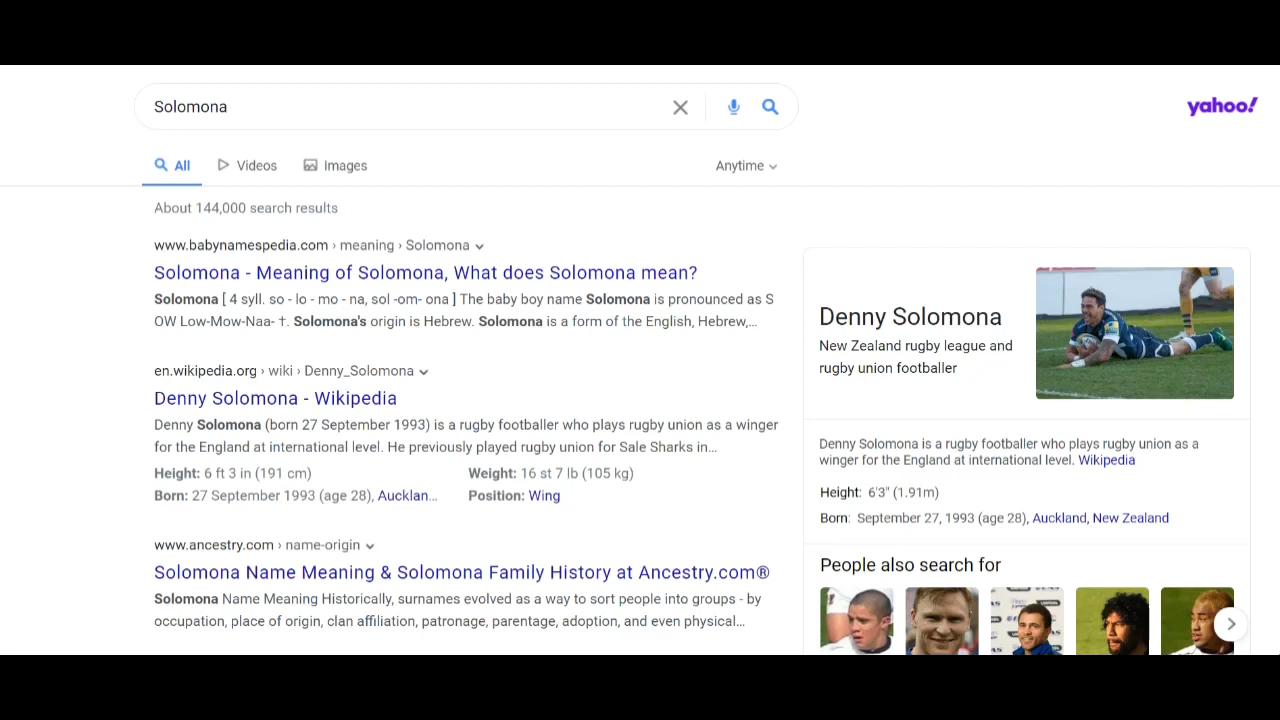 Solomona
yahoo!
All
Videos
Images
Anytime
About 144,000 search results
www.babynamespedia.com › meaning › Solomona
Solomona - Meaning of Solomona, What does Solomona mean?
Solomona [ 4 syll. so - lo - mo - na, sol -om- ona ] The baby boy name Solomona is pronounced as S
OW Low-Mow-Naa- †. Solomona's origin is Hebrew. Solomona is a form of the English, Hebrew,...
en.wikipedia.org › wiki › Denny_Solomona
Denny Solomona - Wikipedia
Denny Solomona (born 27 September 1993) is a rugby footballer who plays rugby union as a winger
for the England at international level. He previously played rugby union for Sale Sharks in...
Height: 6 ft 3 in (191 cm)
Weight: 16 st 7 lb (105 kg)
Born: 27 September 1993 (age 28), Aucklan...
Position: Wing
www.ancestry.com › name-origin
Solomona Name Meaning & Solomona Family History at Ancestry.com®
Solomona Name Meaning Historically, surnames evolved as a way to sort people into groups - by
occupation, place of origin, clan affiliation, patronage, parentage, adoption, and even physical...
Denny Solomona
New Zealand rugby league and
rugby union footballer
Denny Solomona is a rugby footballer who plays rugby union as a
winger for the England at international level. Wikipedia
Height: 6'3" (1.91m)
Born: September 27, 1993 (age 28), Auckland, New Zealand
People also search for